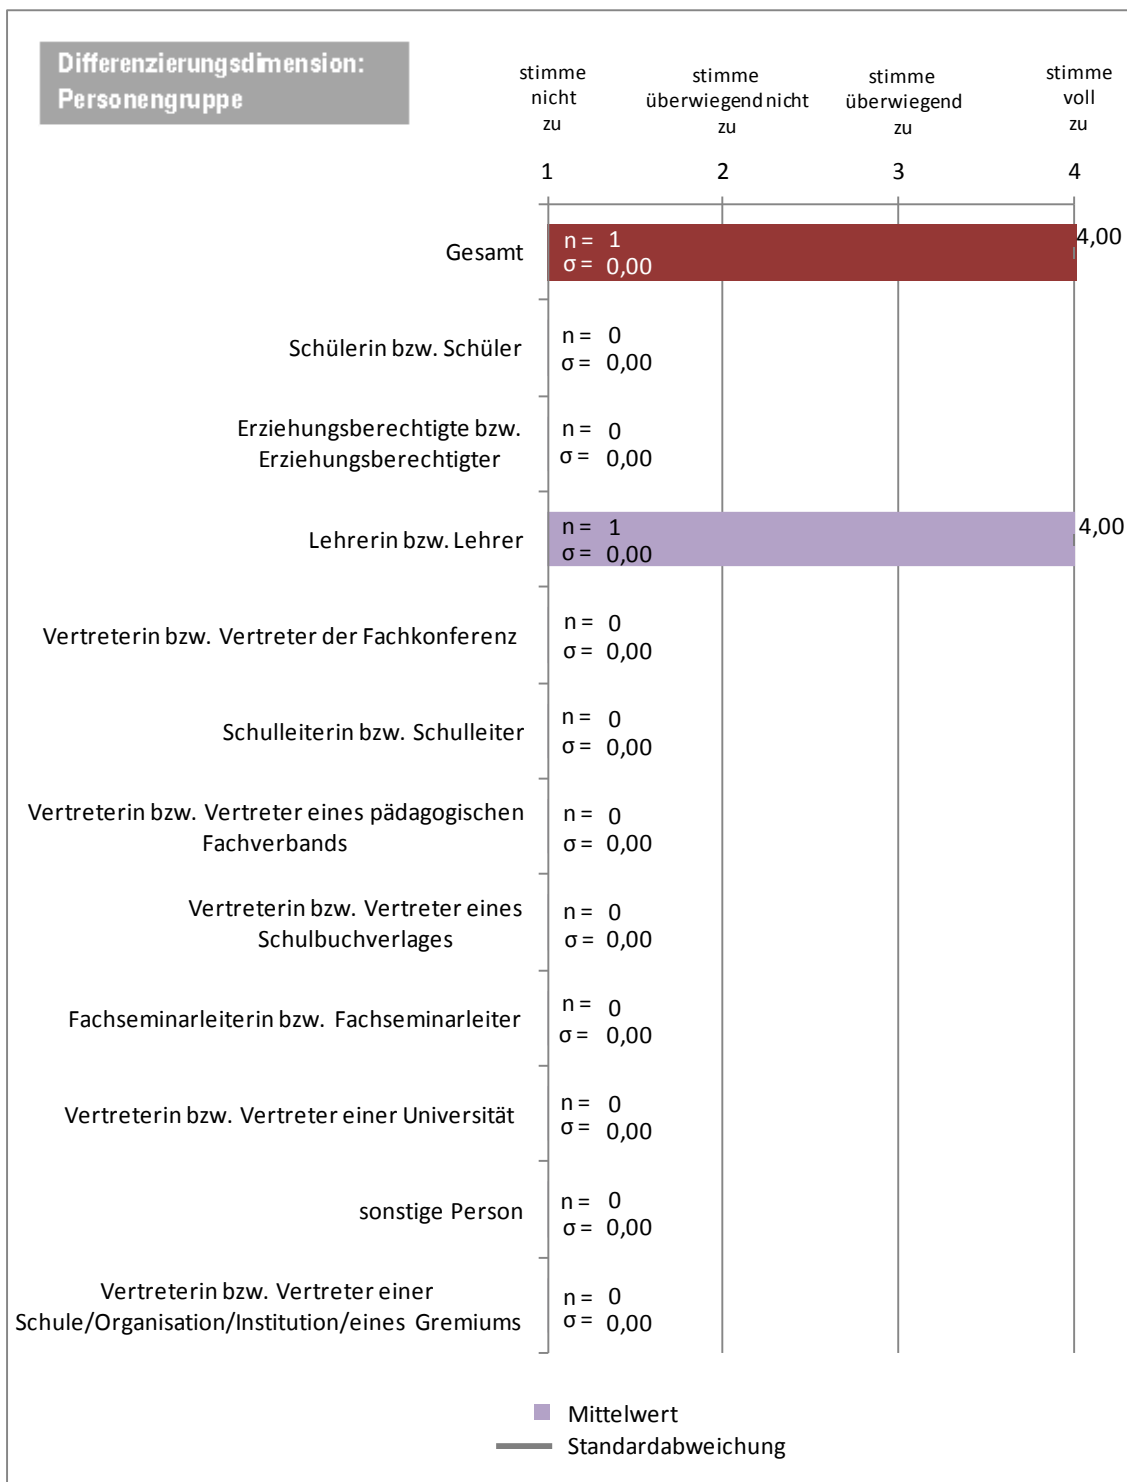 Differenzierungsdimension:
Personengruppe
stimme
nicht
zu
stimme
überwiegend nicht
zu
stimme
überwiegend
zu
stimme
voll
zu
1 2 3 4
Gesamt
n = 1
σ = 0,00
4,00
Schülerin bzw. Schüler
n = 0
σ = 0,00
Erziehungsberechtigte bzw.
Erziehungsberechtigter
n = 0
σ = 0,00
Lehrerin bzw. Lehrer
n = 1
σ = 0,00
4,00
Vertreterin bzw. Vertreter der Fachkonferenz
n = 0
σ = 0,00
Schulleiterin bzw. Schulleiter
n = 0
σ = 0,00
Vertreterin bzw. Vertreter eines pädagogischen
Fachverbands
n = 0
σ = 0,00
Vertreterin bzw. Vertreter eines
Schulbuchverlages
n = 0
σ = 0,00
Fachseminarleiterin bzw. Fachseminarleiter
n = 0
σ = 0,00
Vertreterin bzw. Vertreter einer Universität
n = 0
σ = 0,00
sonstige Person
n = 0
σ = 0,00
Vertreterin bzw. Vertreter einer
Schule/Organisation/Institution/eines Gremiums
n = 0
σ = 0,00
Mittelwert
Standardabweichung